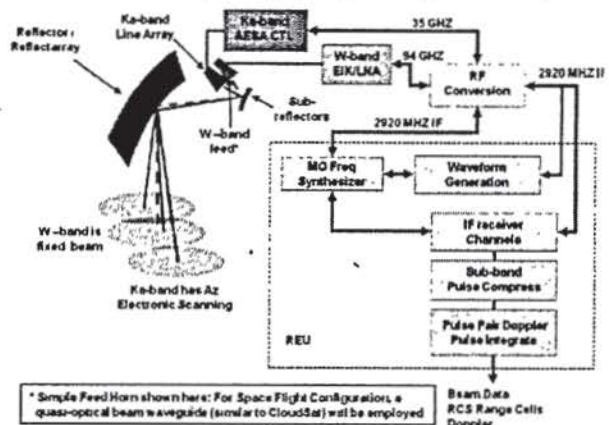 Reflector/
Reflectarray
Ka-band
Line Array
Ka-band
AESA CTL
35 GHZ
W-band
EIK/LNA
94 GHZ
RF
Conversion
2920 MHZ IF
Sub-
reflectors
W-band
feed*
2920 MHZ IF
MO Freq
Synthesizer
Waveform
Generation
W-band is
fixed beam
IF receiver
Channels
Ka-band has Az
Electronic Scanning
Sub-band
Pulse Compress
Pulse Pair Doppler
Pulse Integrate
REU
* Simple Feed Horn shown here: For Space Flight Configuration, a
quasi-optical beam waveguide (similar to CloudSat) will be employed
Beam Data
RCS Range Cells
Doppler